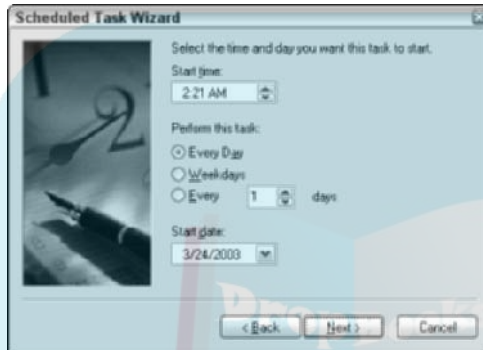 Scheduled Task Wizard
Select the time and day you want this task to start.
Start time:
2:21 AM
Perform this task:
Every Day
Weekdays
Every 1 days
Start date:
3/24/2003
< Back Next > Cancel